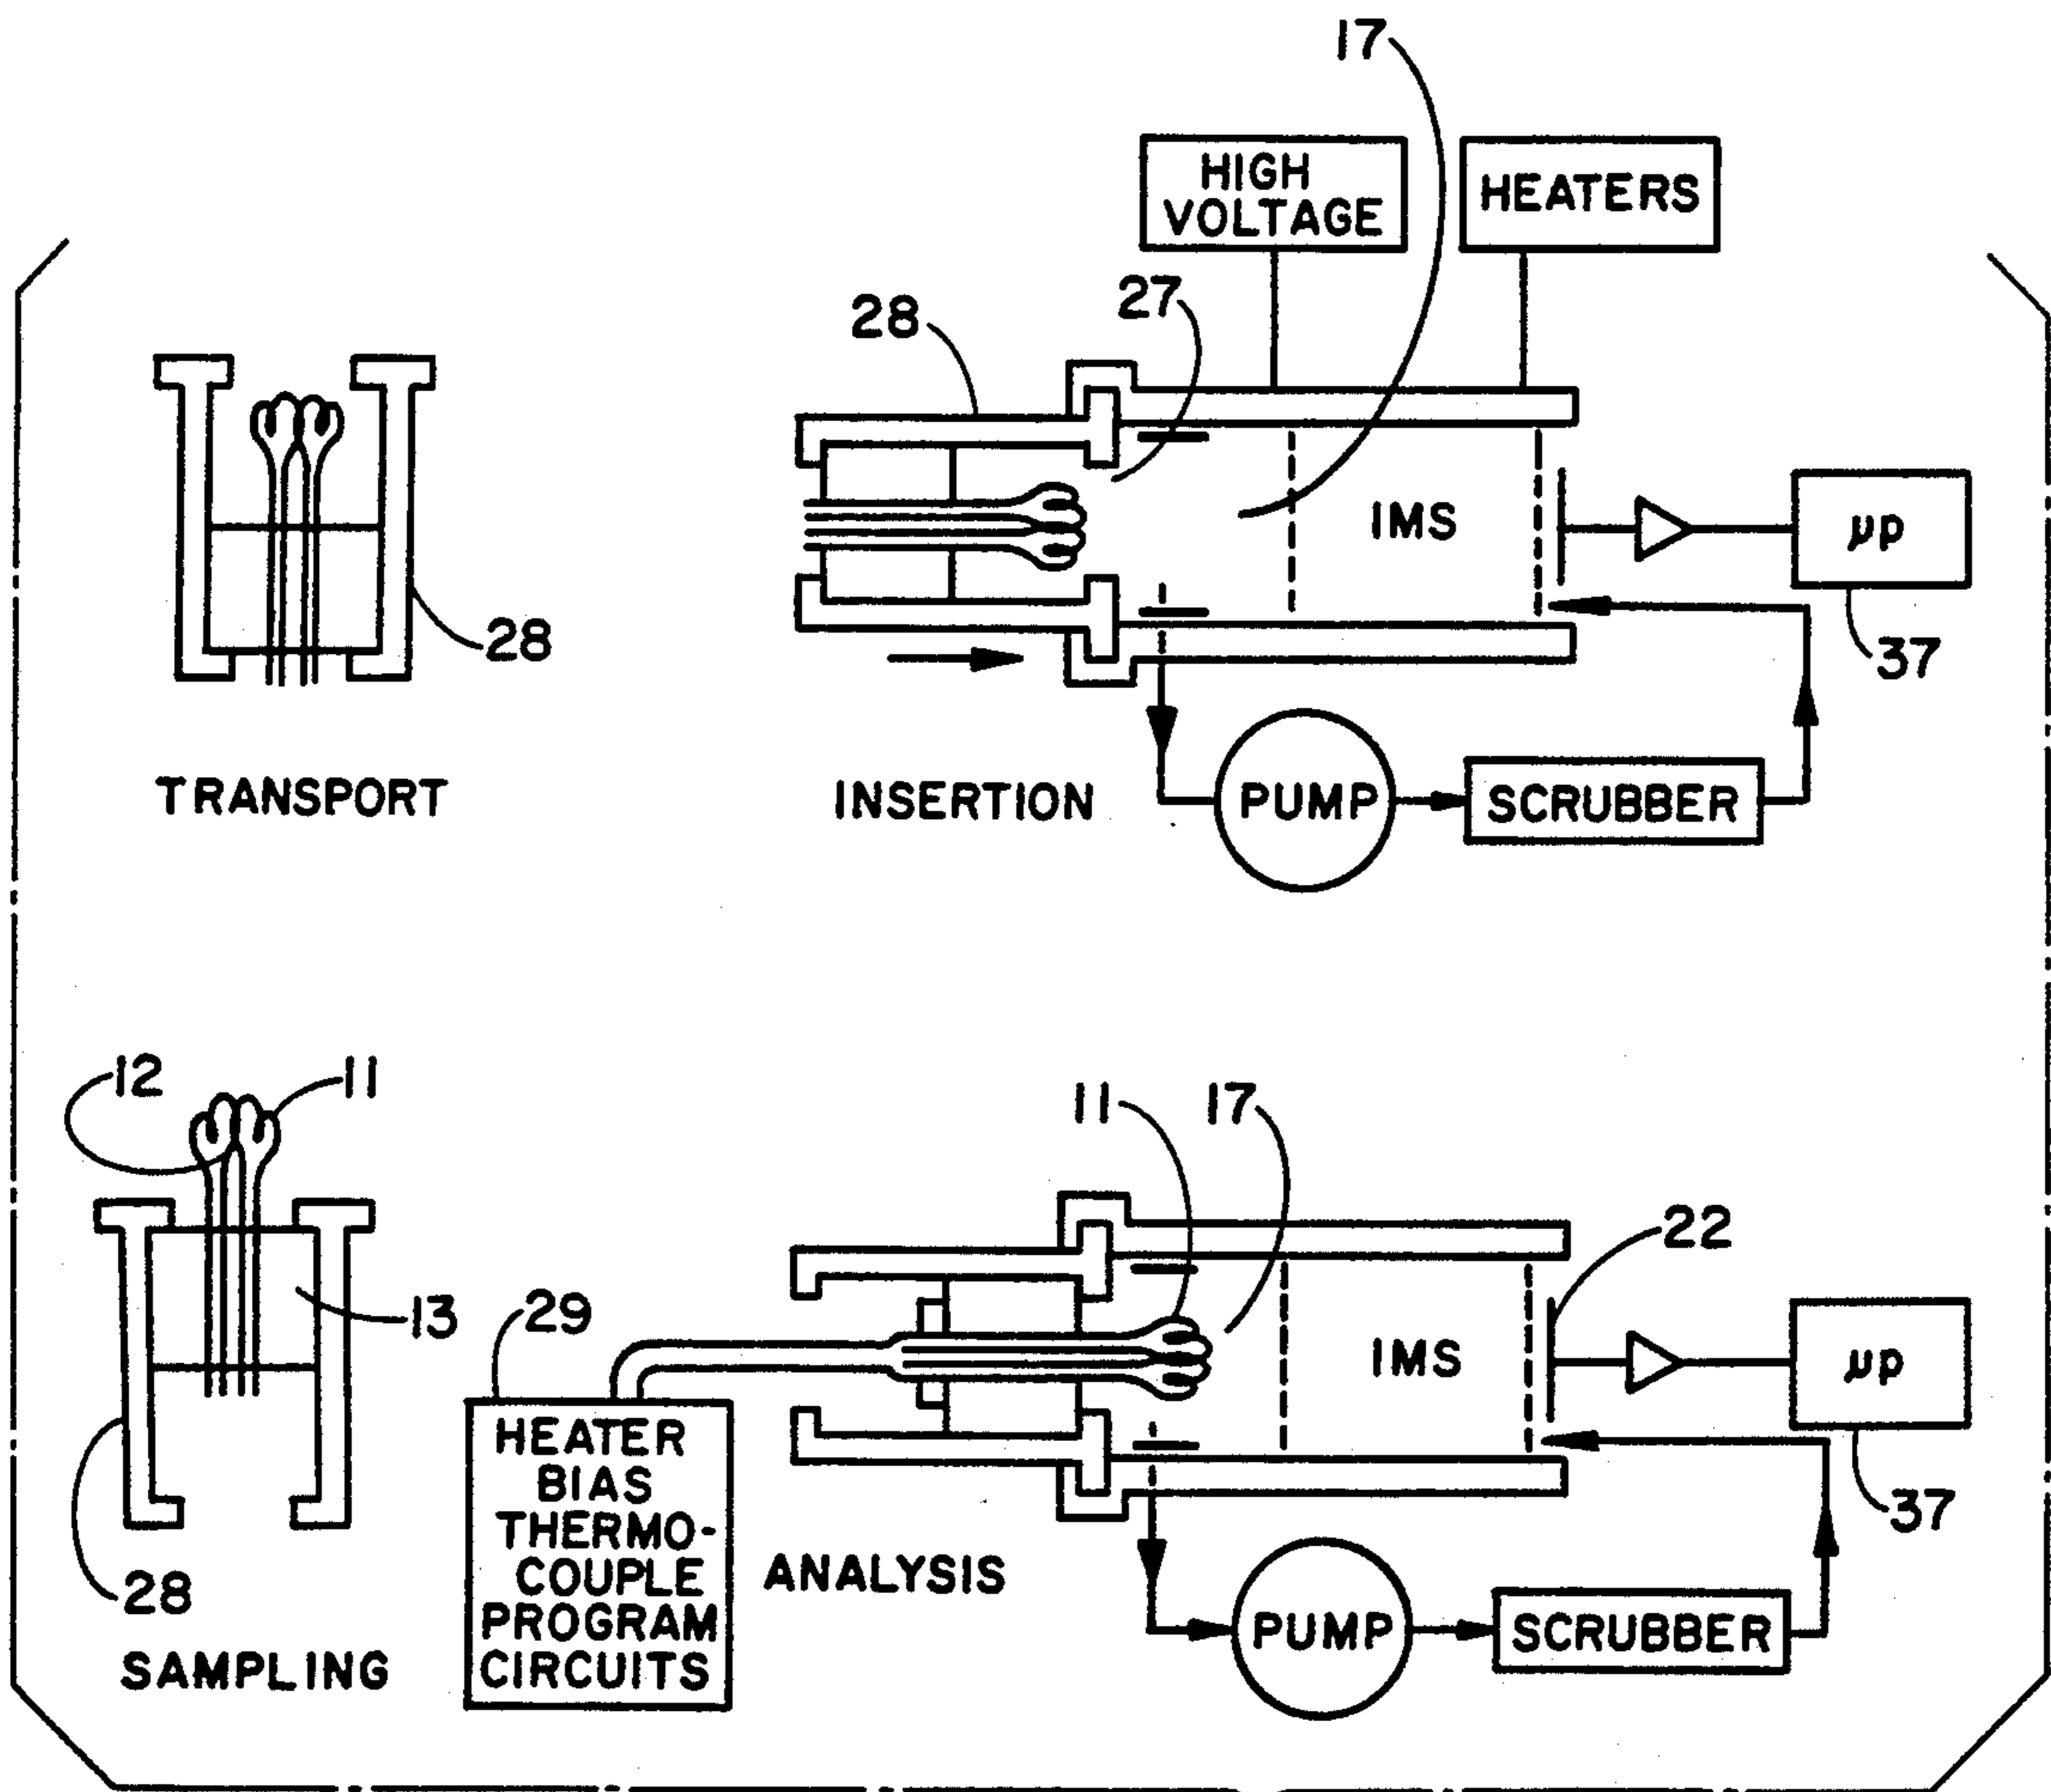 17
HIGH
VOLTAGE
HEATERS
27
28
IMS
µp
28
37
TRANSPORT
INSERTION
PUMP
SCRUBBER
12
11
11
17
22
13
29
IMS
µp
HEATER
BIAS
THERMO-
COUPLE
PROGRAM
CIRCUITS
37
ANALYSIS
28
PUMP
SCRUBBER
SAMPLING